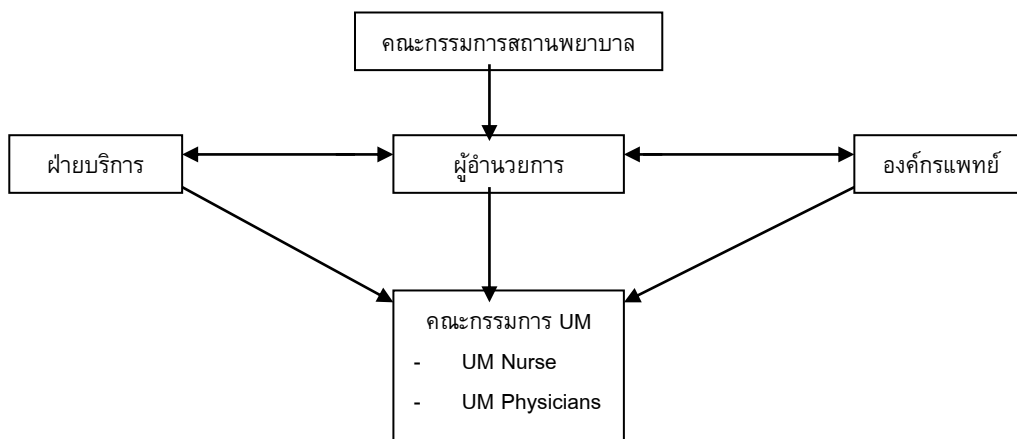 คณะกรรมการสถานพยาบาล
ฝ่ายบริการ
ผู้อำนวยการ
องค์กรแพทย์
คณะกรรมการ UM
- UM Nurse
- UM Physicians